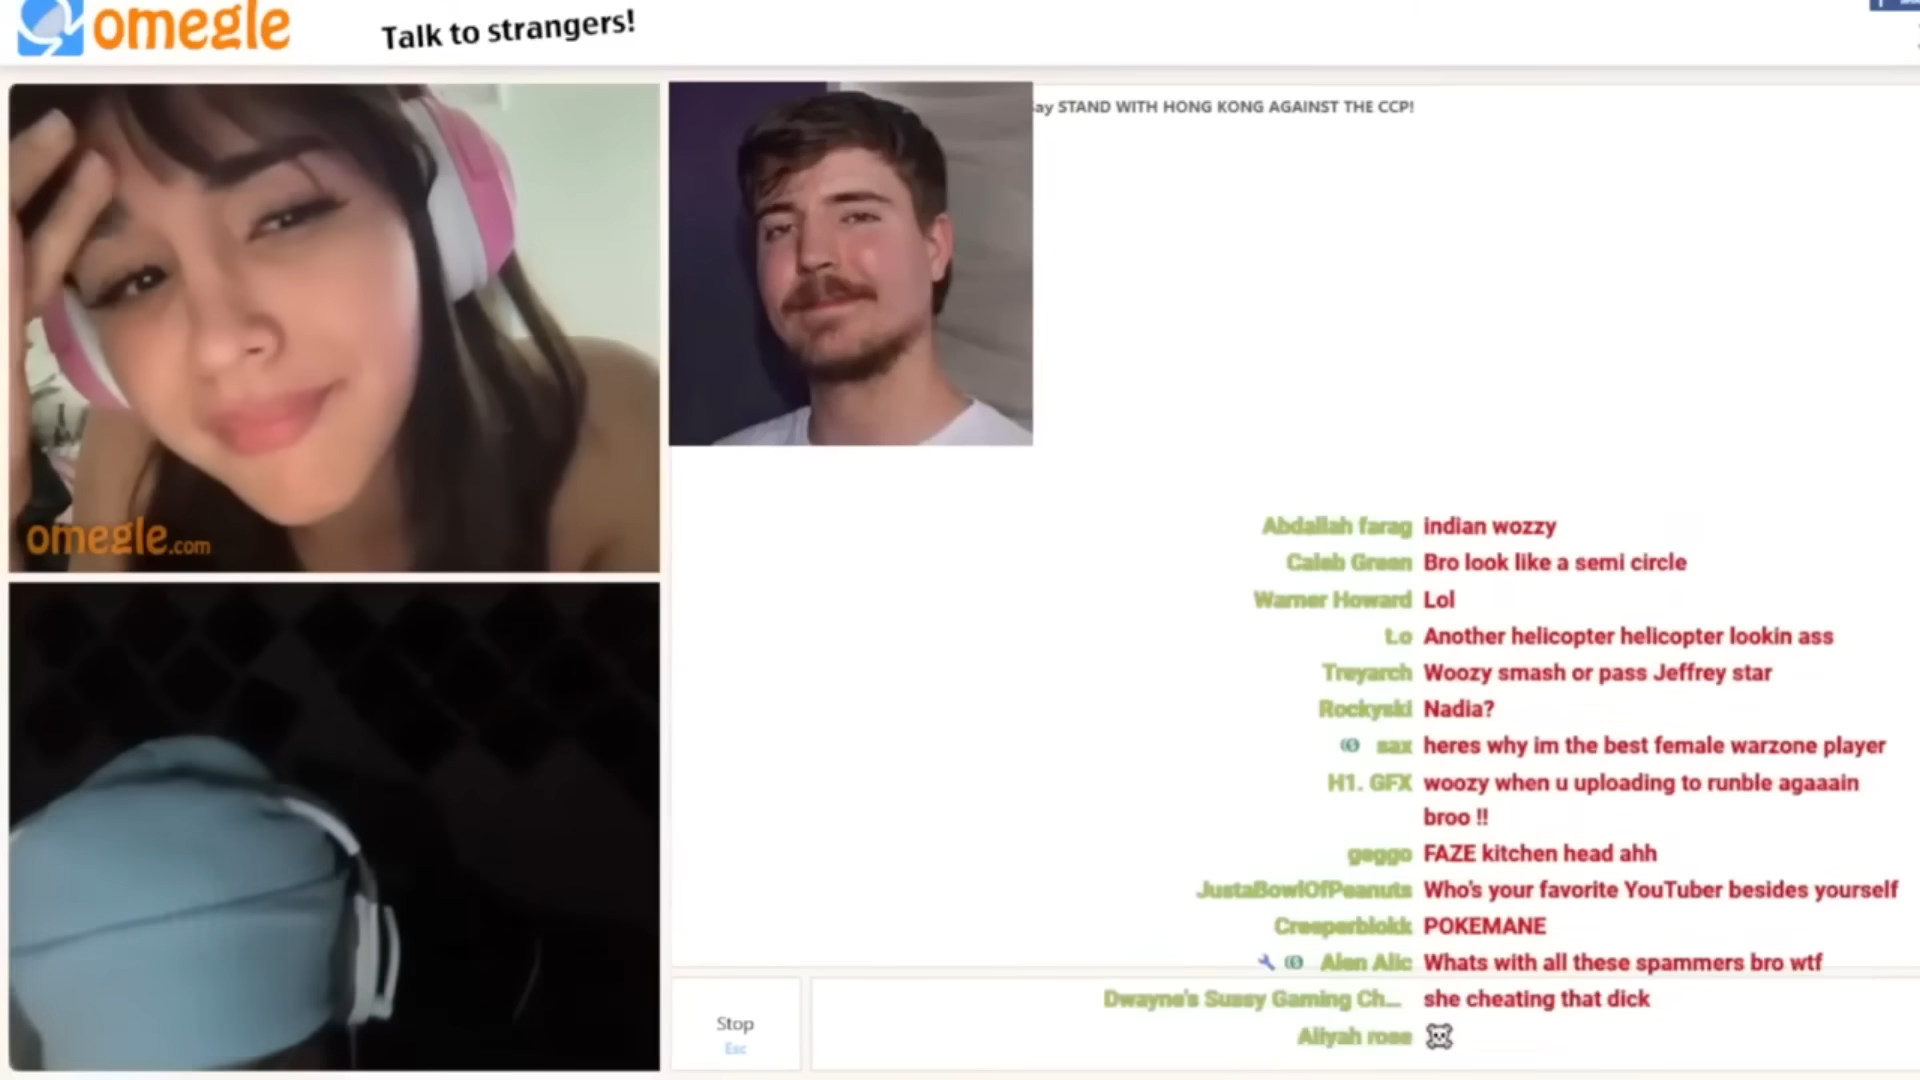 omegle
Talk to strangers!
ay STAND WITH HONG KONG AGAINST THE CCP!
omegle.com
Abdallah farag indian wozzy
Caleb Green Bro look like a semi circle
Warner Howard Lol
t.o Another helicopter helicopter lookin ass
Treyarch Woozy smash or pass Jeffrey star
Rockyski Nadia?
sax heres why im the best female warzone player
H1. GFX woozy when u uploading to runble agaaain
broo !!
goggo FAZE kitchen head ahh
JustaBowlOfPeanuts Who's your favorite YouTuber besides yourself
Creeperblokk POKEMANE
Alen Alic Whats with all these spammers bro wtf
Dwayne's Sussy Gaming Ch... she cheating that dick
Aliyah rose ☠
Stop
Esc